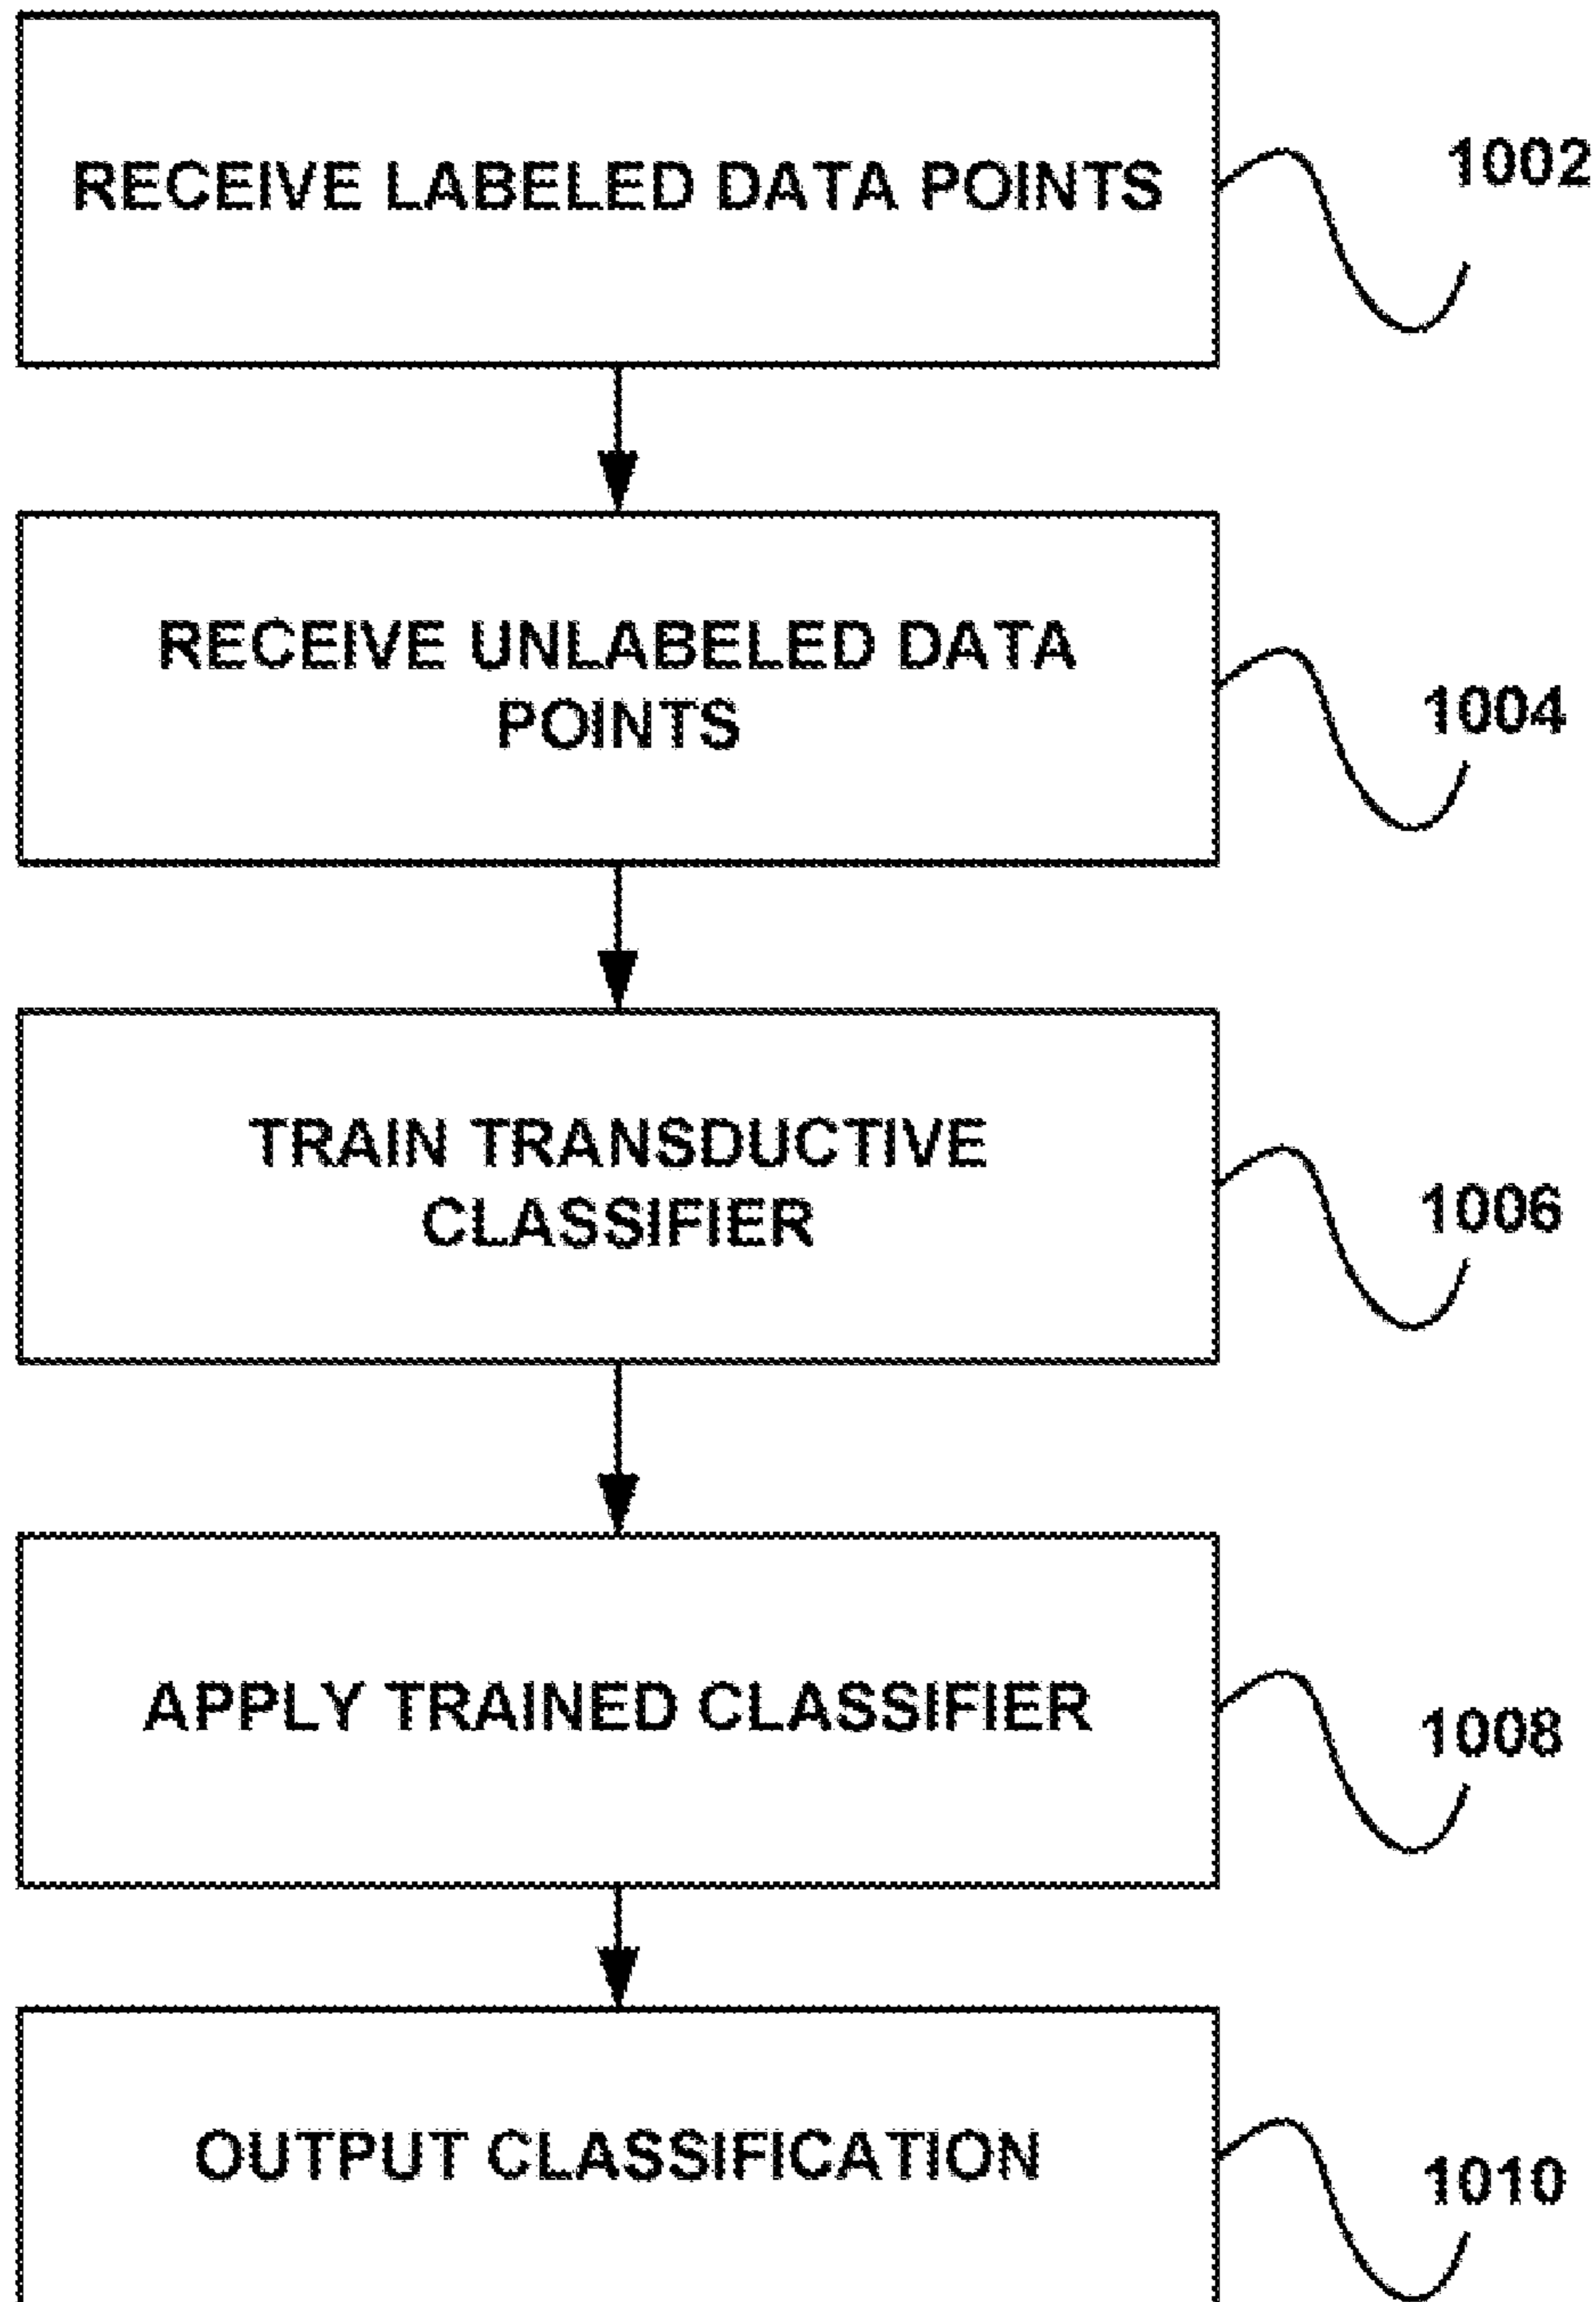 RECEIVE LABELED DATA POINTS
1002
RECEIVE UNLABELED DATA
POINTS
1004
TRAIN TRANSDUCTIVE
CLASSIFIER
1006
APPLY TRAINED CLASSIFIER
1008
OUTPUT CLASSIFICATION
1010